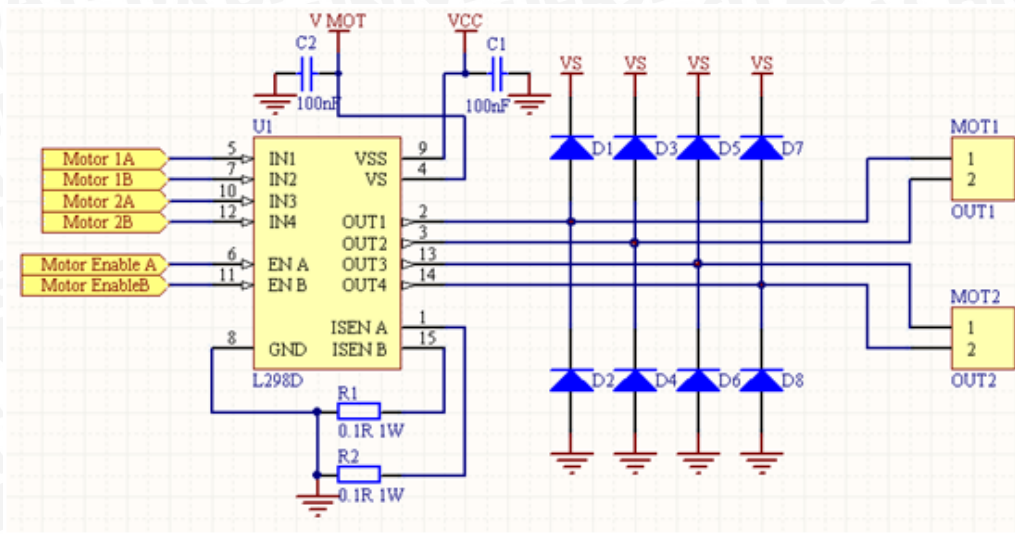 V MOT
VCC
C2
C1
100nF
100nF
VS
VS
VS
VS
U1
MOT1
Motor 1A
Motor 1B
Motor 2A
Motor 2B
5
7
10
12
IN1
IN2
IN3
IN4
VSS
VS
9
4
D1
D3
D5
D7
1
2
OUT1
OUT1
OUT2
OUT3
OUT4
2
3
13
14
Motor Enable A
Motor EnableB
6
11
EN A
EN B
MOT2
1
2
OUT2
ISEN A
ISEN B
1
15
8
GND
L298D
D2
D4
D6
D8
R1
0.1R 1W
R2
0.1R 1W